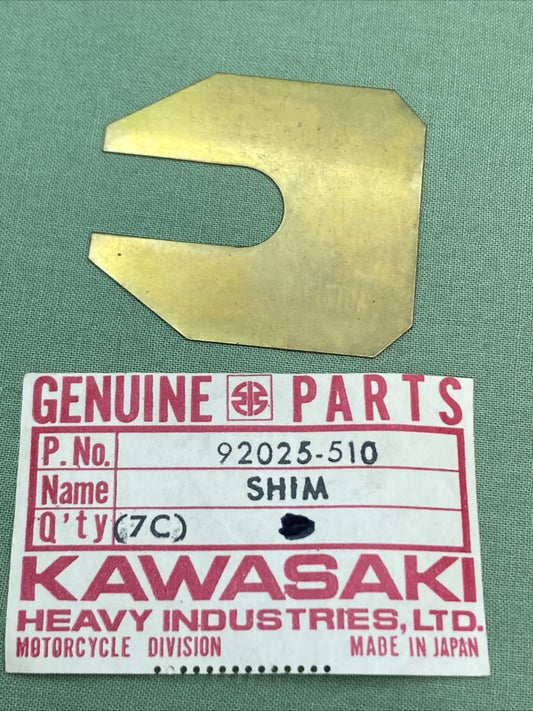 GENUINE PARTS
P.No. 92025-510
Name SHIM
Q'ty (7C)
KAWASAKI
HEAVY INDUSTRIES, LTD.
MOTORCYCLE DIVISION MADE IN JAPAN